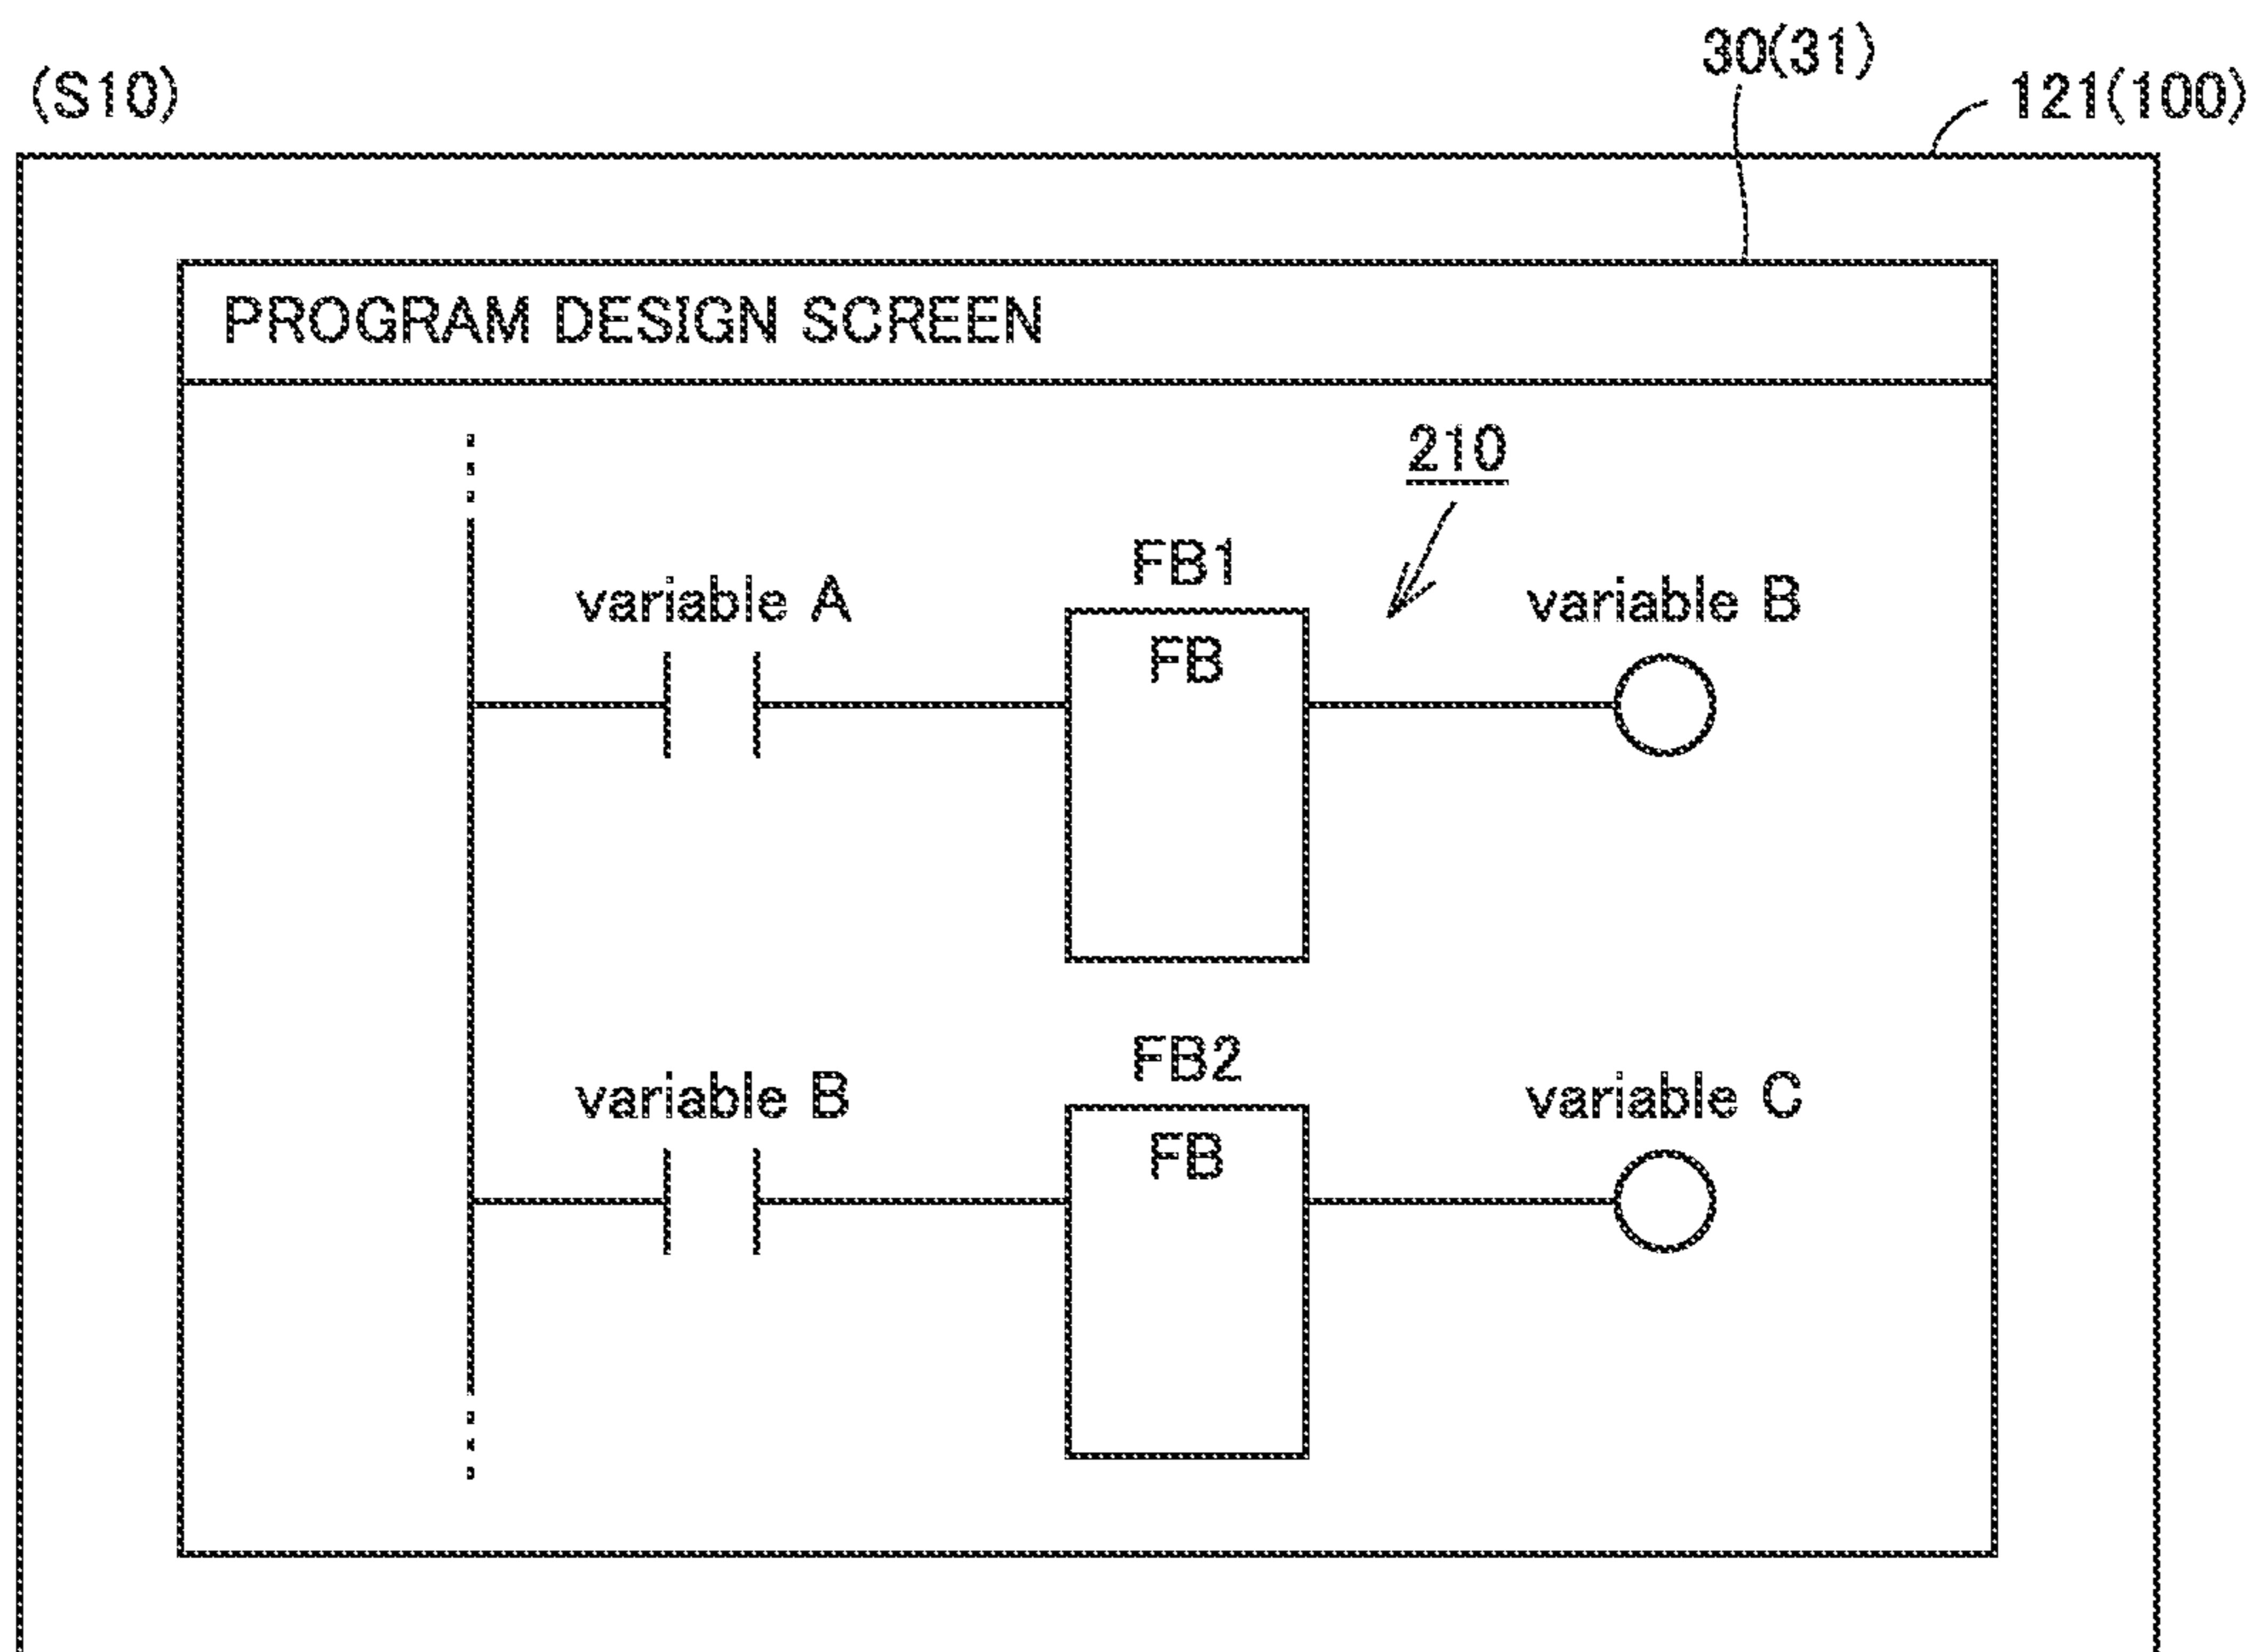 30(31)
(S10)
121(100)
PROGRAM DESIGN SCREEN
210
FB1
variable A
variable B
FB
FB2
variable B
variable C
FB